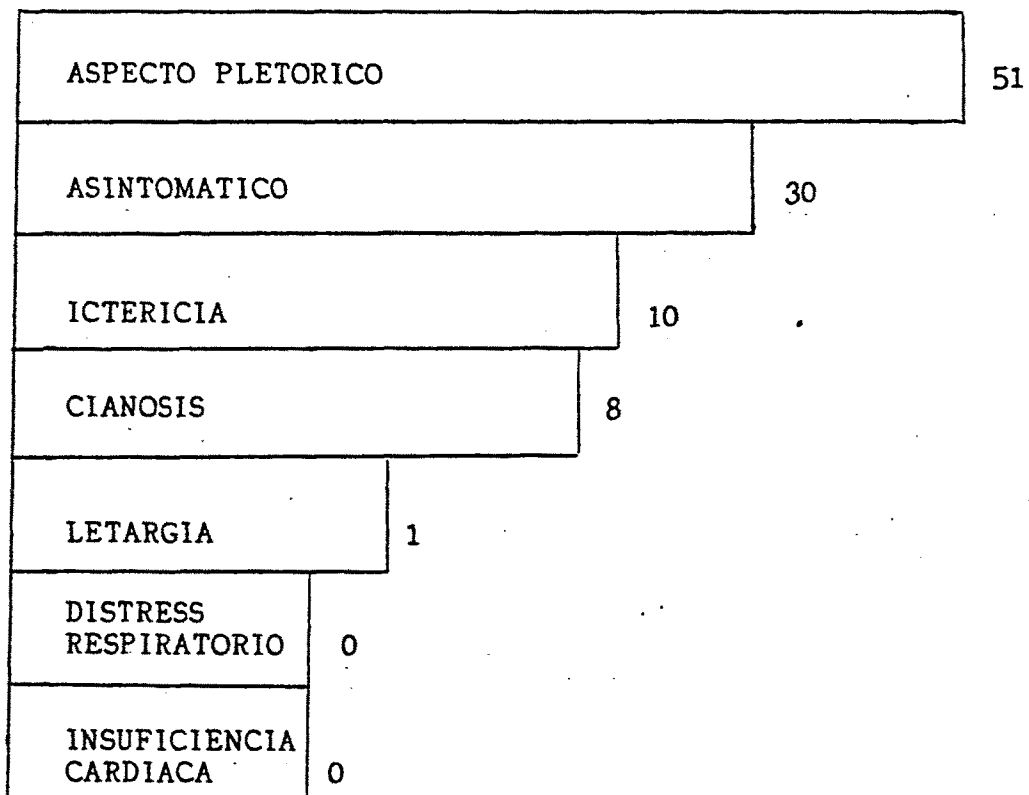 ASPECTO PLETORICO 51
ASINTOMATICO 30
ICTERICIA 10
CIANOSIS 8
LETARGIA 1
DISTRESS
RESPIRATORIO 0
INSUFICIENCIA
CARDIACA 0